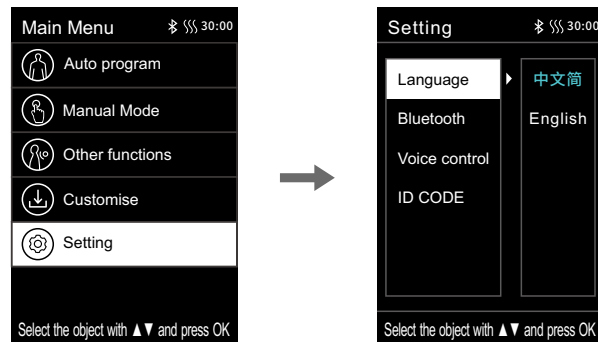 Main Menu 30:00
Auto program
Manual Mode
Other functions
Customise
Setting
Select the object with ▲▼ and press OK
Setting 30:00
Language
Bluetooth
Voice control
ID CODE
中文简
English
Select the object with ▲▼ and press OK